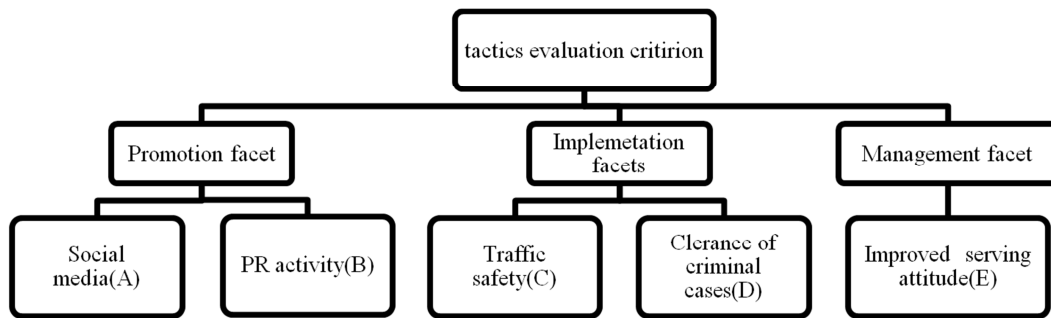 tactics evaluation critirion
Promotion facet
Implemetation
facets
Management facet
Social
media(A)
PR activity(B)
Traffic
safety(C)
Clerance of
criminal
cases(D)
Improved serving
attitude(E)